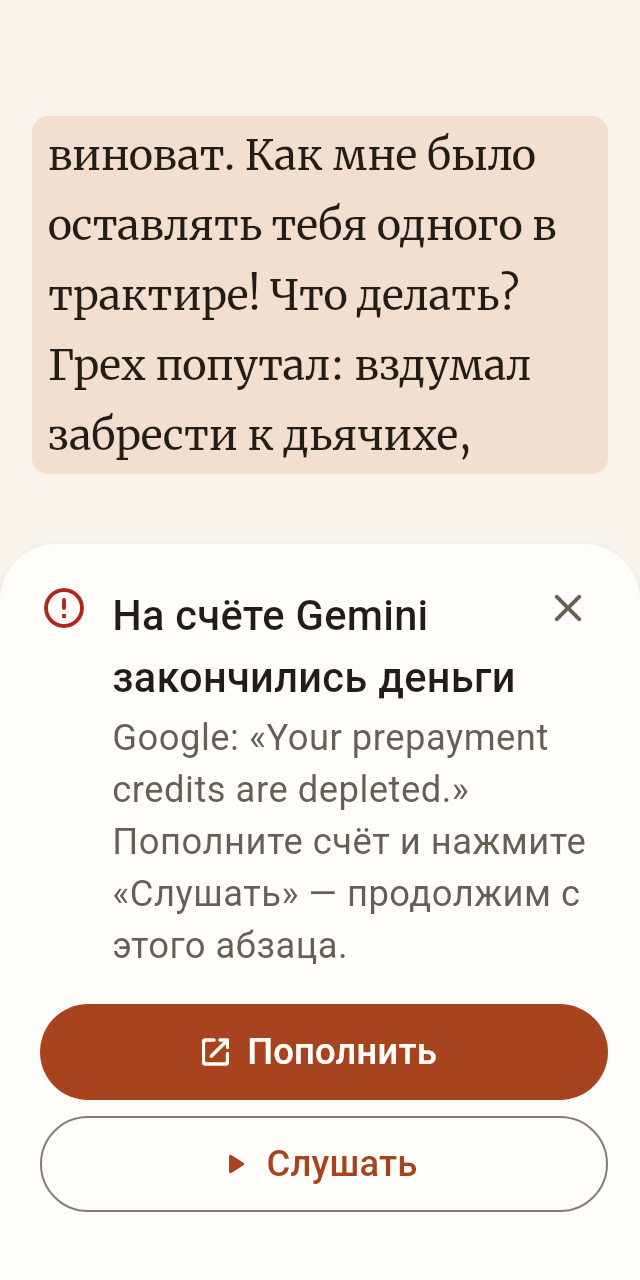 виноват. Как мне было
оставлять тебя одного в
трактире! Что делать?
Грех попутал: вздумал
забрести к дьячихе,
На счёте Gemini
закончились деньги
Google: «Your prepayment
credits are depleted.»
Пополните счёт и нажмите
«Слушать» — продолжим с
этого абзаца.
Пополнить
Слушать